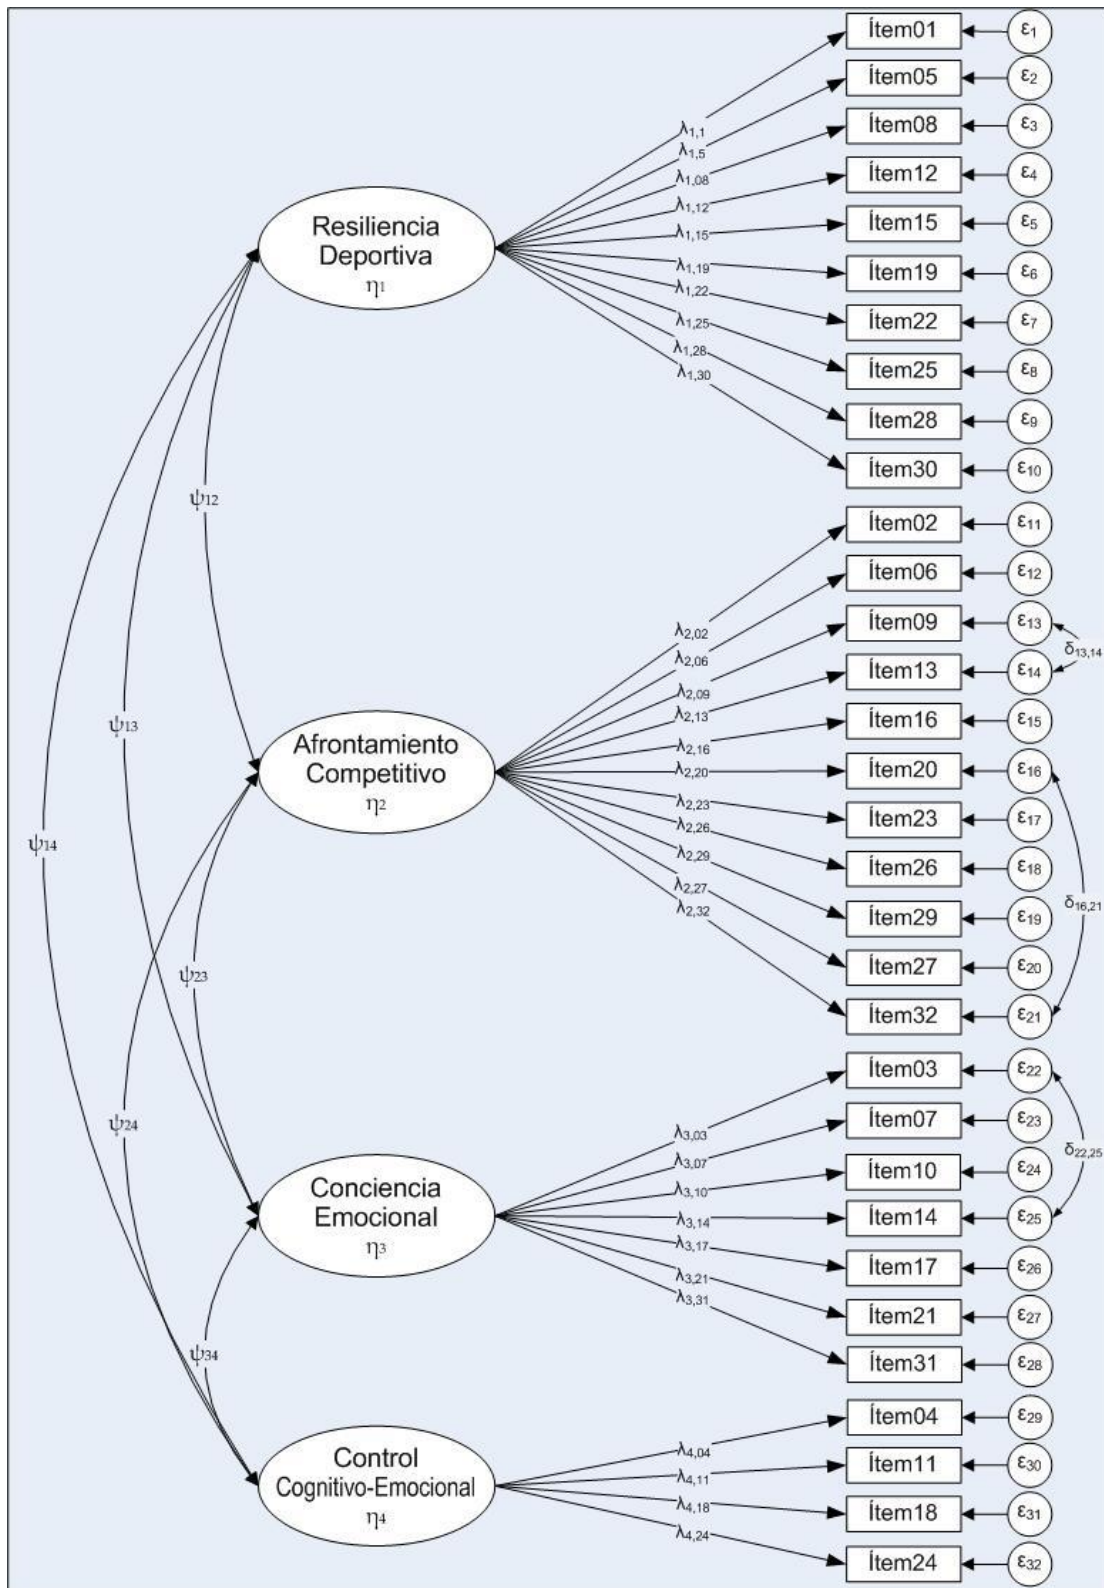 Resiliencia
Deportiva
η1
λ1,1
λ1,5
λ1,08
λ1,12
λ1,15
λ1,19
λ1,22
λ1,25
λ1,28
λ1,30
Ítem01
ε1
Ítem05
ε2
Ítem08
ε3
Ítem12
ε4
Ítem15
ε5
Ítem19
ε6
Ítem22
ε7
Ítem25
ε8
Ítem28
ε9
Ítem30
ε10
Afrontamiento
Competitivo
η2
λ2,02
λ2,06
λ2,09
λ2,13
λ2,16
λ2,20
λ2,23
λ2,26
λ2,29
λ2,27
λ2,32
Ítem02
ε11
Ítem06
ε12
Ítem09
ε13
Ítem13
ε14
Ítem16
ε15
Ítem20
ε16
Ítem23
ε17
Ítem26
ε18
Ítem29
ε19
Ítem27
ε20
Ítem32
ε21
δ13,14
δ16,21
Conciencia
Emocional
η3
λ3,03
λ3,07
λ3,10
λ3,14
λ3,17
λ3,21
λ3,31
Ítem03
ε22
Ítem07
ε23
Ítem10
ε24
Ítem14
ε25
Ítem17
ε26
Ítem21
ε27
Ítem31
ε28
δ22,25
Control
Cognitivo-Emocional
η4
λ4,04
λ4,11
λ4,18
λ4,24
Ítem04
ε29
Ítem11
ε30
Ítem18
ε31
Ítem24
ε32
ψ12
ψ13
ψ14
ψ23
ψ24
ψ34